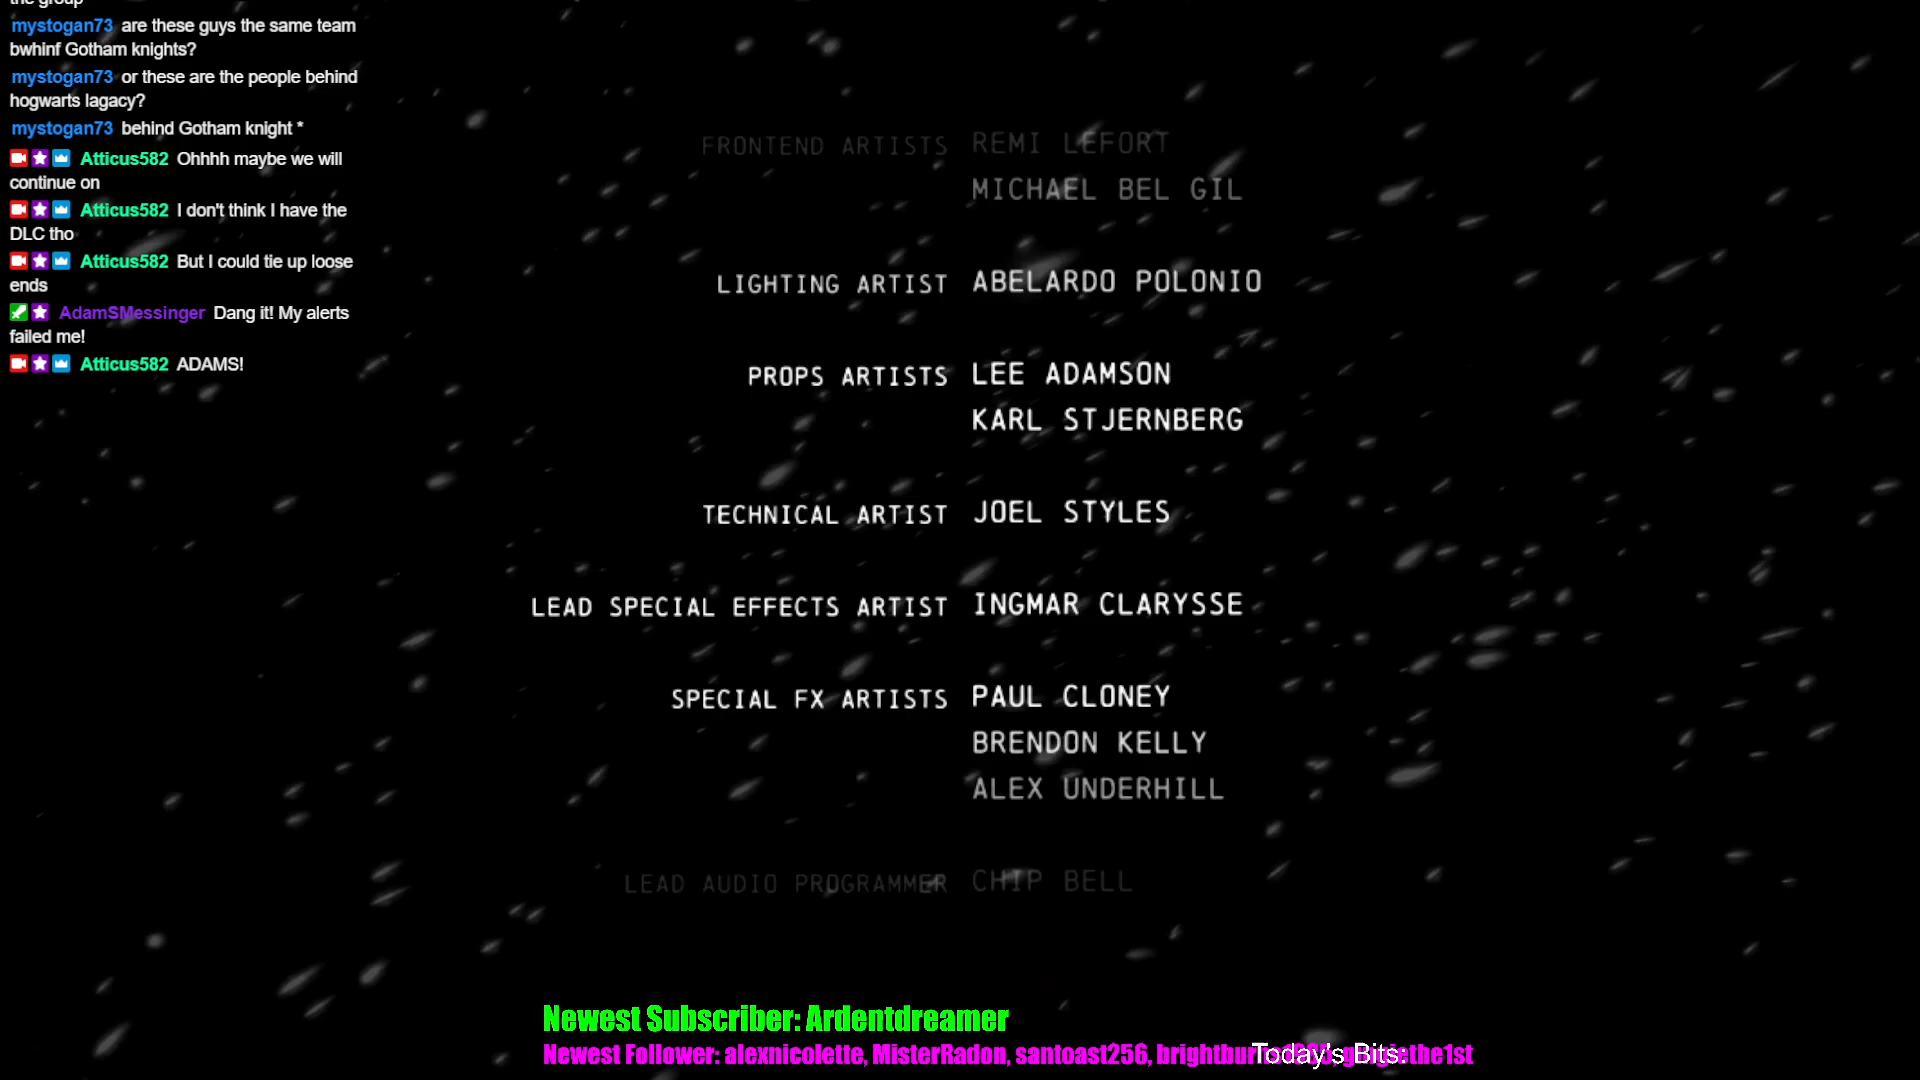 the group
mystogan73 are these guys the same team
bwhinf Gotham knights?
mystogan73 or these are the people behind
hogwarts lagacy?
mystogan73 behind Gotham knight *
Atticus582 Ohhhh maybe we will
continue on
Atticus582 I don't think I have the
DLC tho
Atticus582 But I could tie up loose
ends
AdamSMessinger Dang it! My alerts
failed me!
Atticus582 ADAMS!
FRONTEND ARTISTS REMI LEFORT
MICHAEL BEL GIL
LIGHTING ARTIST ABELARDO POLONIO
PROPS ARTISTS LEE ADAMSON
KARL STJERNBERG
TECHNICAL ARTIST JOEL STYLES
LEAD SPECIAL EFFECTS ARTIST INGMAR CLARYSSE
SPECIAL FX ARTISTS PAUL CLONEY
BRENDON KELLY
ALEX UNDERHILL
LEAD AUDIO PROGRAMMER CHIP BELL
Newest Subscriber: Ardentdreamer
Newest Follower: alexnicolette, MisterRadon, santoast256,
Today's Bits: